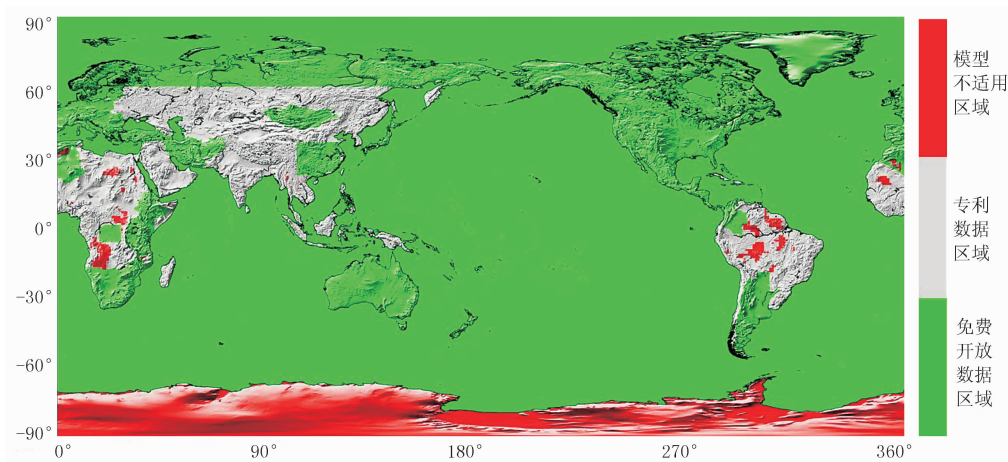 90°
60°
30°
0°
−30°
−60°
−90°
0°
90°
180°
270°
360°
模型
不适用
区域
专利
数据
区域
免费
开放
数据
区域